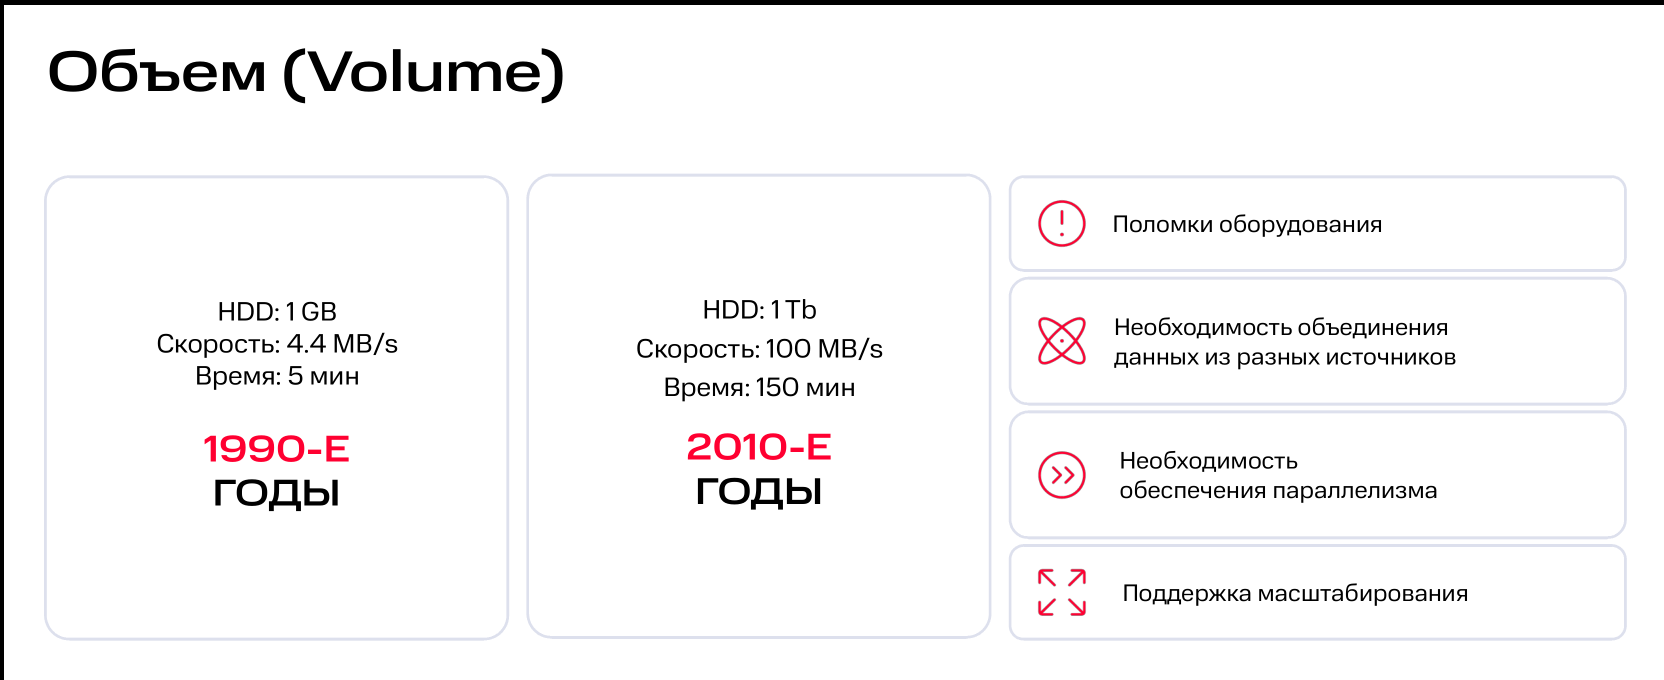 Объем (Volume)
HDD: 1 GB
Скорость: 4.4 MB/s
Время: 5 мин
1990-Е
ГОДЫ
HDD: 1 Tb
Скорость: 100 MB/s
Время: 150 мин
2010-Е
ГОДЫ
Поломки оборудования
Необходимость объединения
данных из разных источников
Необходимость
обеспечения параллелизма
Поддержка масштабирования